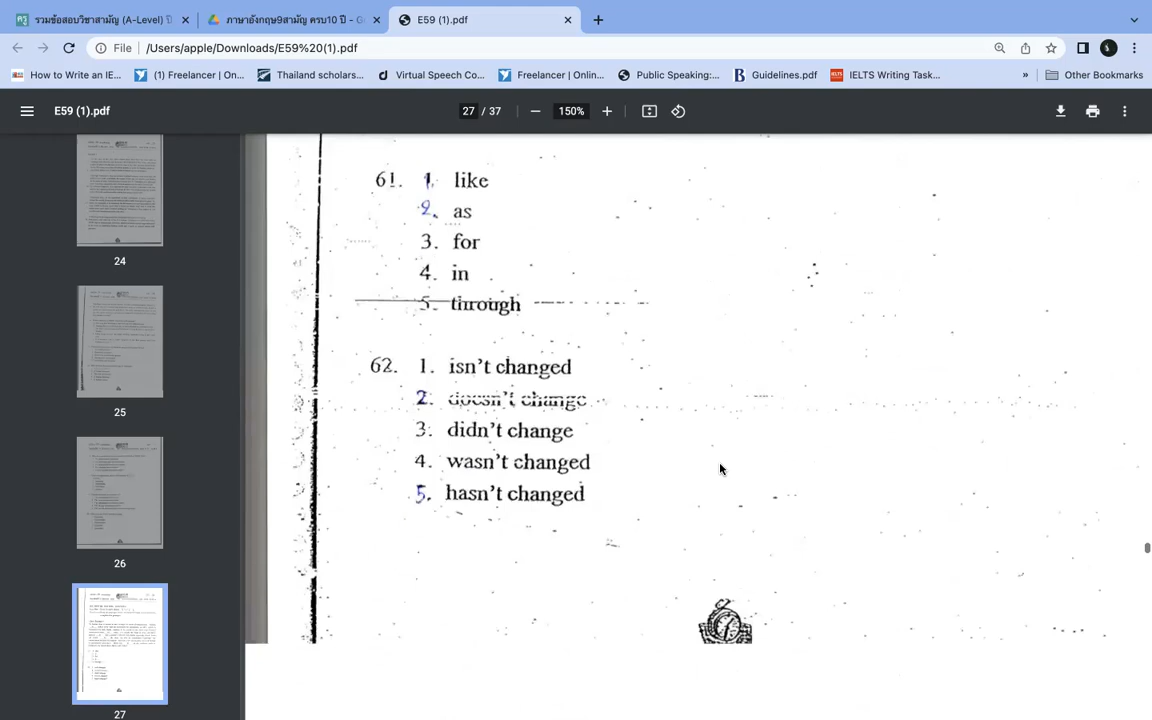 รวมข้อสอบวิชาสามัญ (A-Level) ปี
ภาษาอังกฤษ9สามัญ ครบ10 ปี - G
E59 (1).pdf
File
/Users/apple/Downloads/E59%20(1).pdf
How to Write an IE...
(1) Freelancer | On...
Thailand scholars...
Virtual Speech Co...
Freelancer | Onlin...
Public Speaking:...
Guidelines.pdf
IELTS Writing Task...
»
Other Bookmarks
E59 (1).pdf
27 / 37
150%
24
25
26
27
61. 1. like
2. as
3. for
4. in
5. through
62. 1. isn't changed
2. doesn't change
3. didn't change
4. wasn't changed
5. hasn't changed